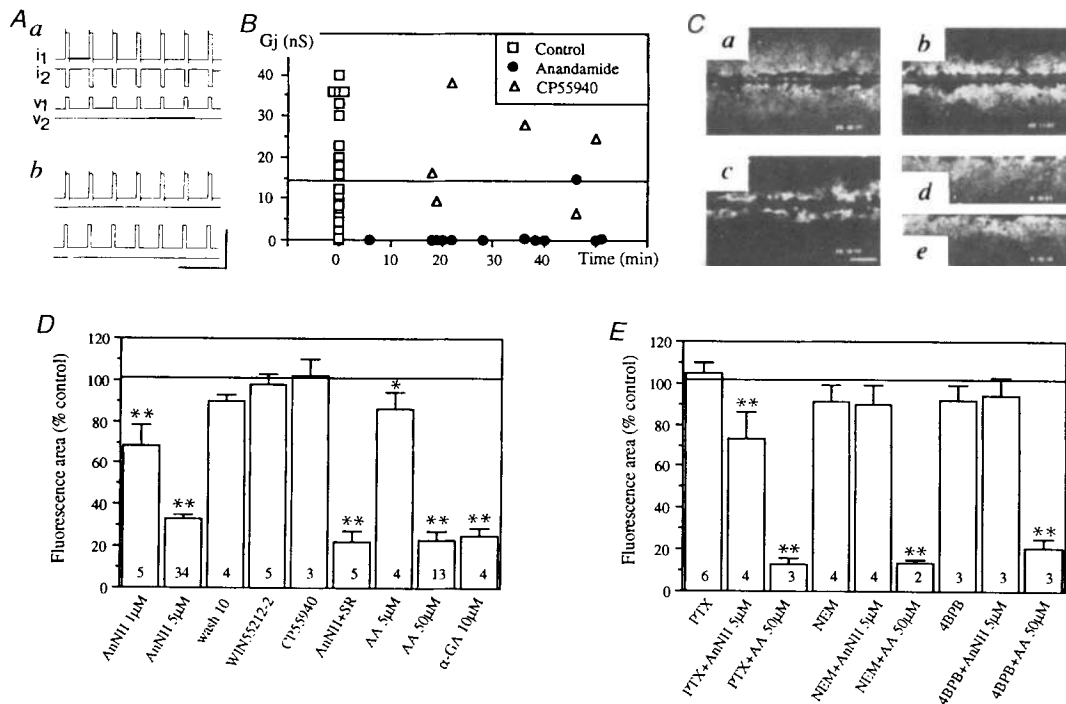 A
a
i1
i2
v1
v2
b
B
Gj (nS)
40
30
20
10
0
Control
Anandamide
CP55940
0
10
20
30
40
Time (min)
C
a
b
c
d
e
D
Fluorescence area (% control)
120
100
80
60
40
20
0
**
**
**
*
**
**
5
34
4
5
3
5
4
13
4
AnNH 1µM
AnNH 5µM
wash 10
WIN55212-2
CP55940
AnNH+SR
AA 5µM
AA 50µM
α-GA 10µM
E
Fluorescence area (% control)
120
100
80
60
40
20
0
**
**
**
**
6
4
3
4
4
2
3
3
3
PTX
PTX+AnNH 5µM
PTX+AA 50µM
NEM
NEM+AnNH 5µM
NEM+AA 50µM
4BPB
4BPB+AnNH 5µM
4BPB+AA 50µM